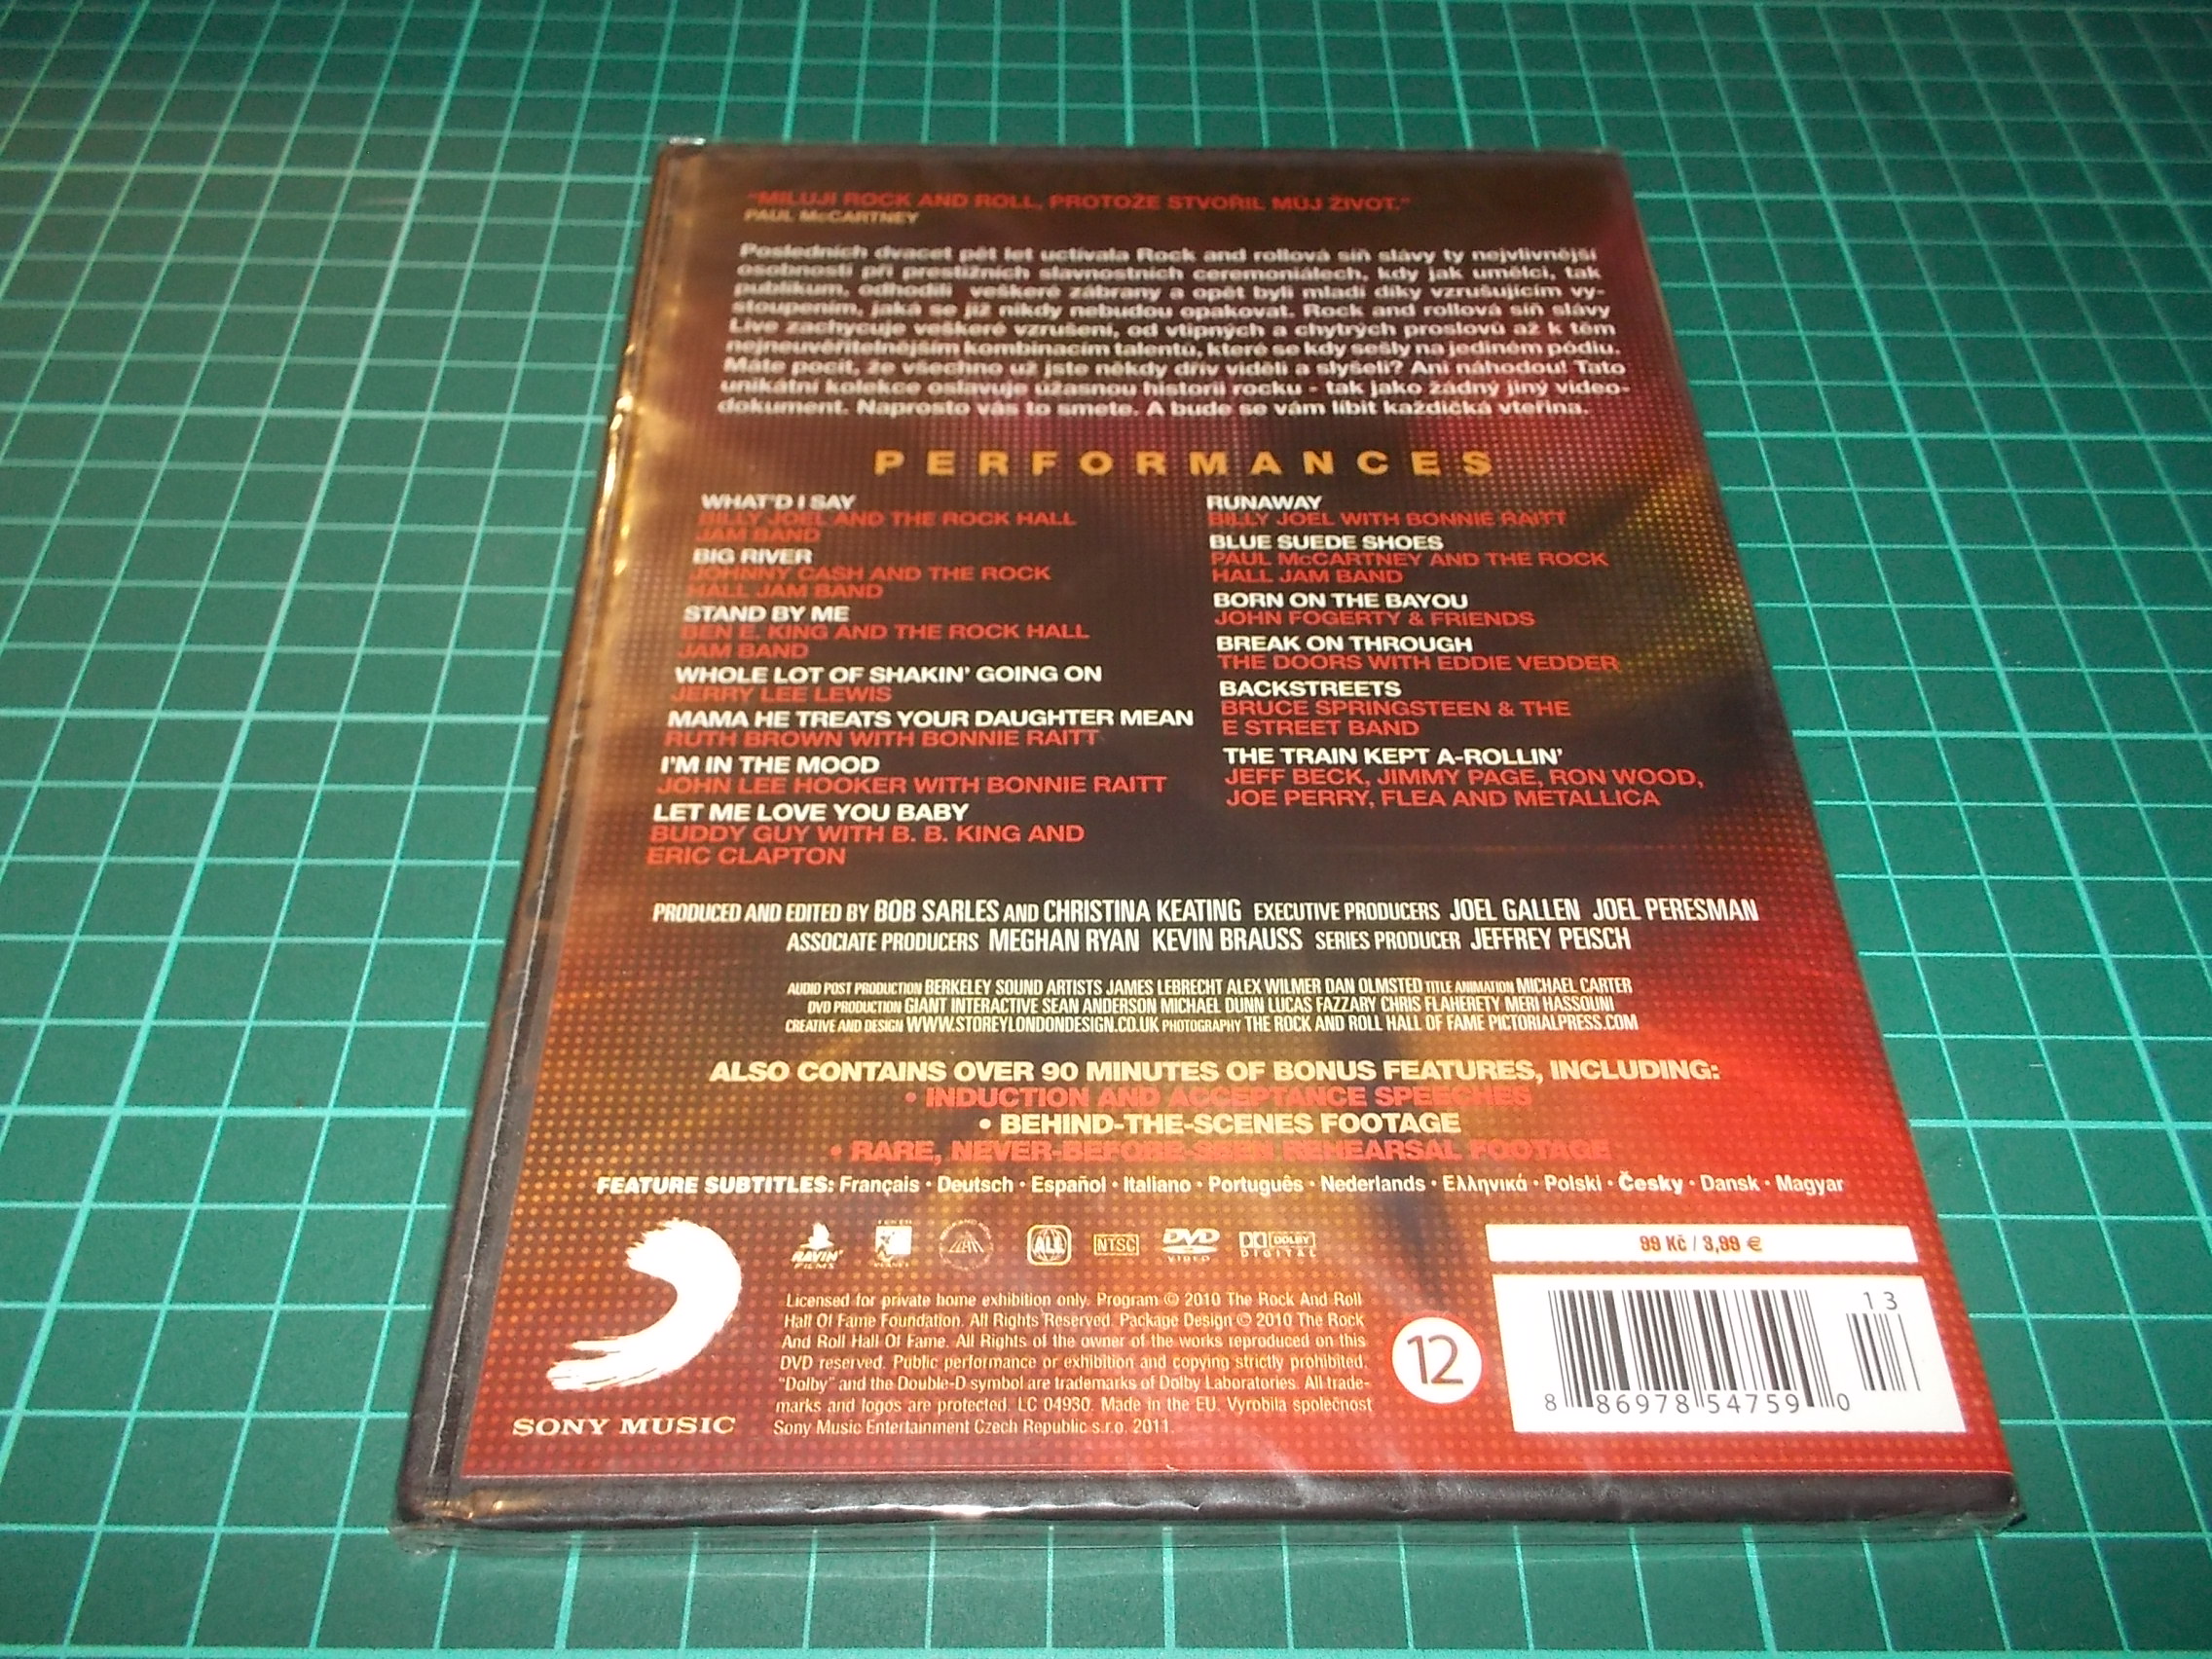 "MILUJI ROCK AND ROLL, PROTOŽE STVOŘIL MŮJ ŽIVOT."
PAUL McCARTNEY
Posledních dvacet pět let uctívala Rock and rollová síň slávy ty nejvlivnější
osobnosti při prestižních slavnostních ceremoniálech, kdy jak umělci, tak
publikum, odhodili veškeré zábrany a opět byli mladí díky vzrušujícím vy-
stoupením, jaká se již nikdy nebudou opakovat. Rock and rollová síň slávy
Live zachycuje veškeré vzrušení, od vtipných a chytrých proslovů až k těm
nejneuvěřitelnějším kombinacím talentů, které se kdy sešly na jediném pódiu.
Máte pocit, že všechno už jste někdy dřív viděli a slyšeli? Ani náhodou! Tato
unikátní kolekce oslavuje úžasnou historii rocku - tak jako žádný jiný video-
dokument. Naprosto vás to smete. A bude se vám líbit každičká vteřina.
PERFORMANCES
WHAT'D I SAY
BILLY JOEL AND THE ROCK HALL
JAM BAND
BIG RIVER
JOHNNY CASH AND THE ROCK
HALL JAM BAND
STAND BY ME
BEN E. KING AND THE ROCK HALL
JAM BAND
WHOLE LOT OF SHAKIN' GOING ON
JERRY LEE LEWIS
MAMA HE TREATS YOUR DAUGHTER MEAN
RUTH BROWN WITH BONNIE RAITT
I'M IN THE MOOD
JOHN LEE HOOKER WITH BONNIE RAITT
LET ME LOVE YOU BABY
BUDDY GUY WITH B. B. KING AND
ERIC CLAPTON
RUNAWAY
BILLY JOEL WITH BONNIE RAITT
BLUE SUEDE SHOES
PAUL McCARTNEY AND THE ROCK
HALL JAM BAND
BORN ON THE BAYOU
JOHN FOGERTY & FRIENDS
BREAK ON THROUGH
THE DOORS WITH EDDIE VEDDER
BACKSTREETS
BRUCE SPRINGSTEEN & THE
E STREET BAND
THE TRAIN KEPT A-ROLLIN'
JEFF BECK, JIMMY PAGE, RON WOOD,
JOE PERRY, FLEA AND METALLICA
PRODUCED AND EDITED BY BOB SARLES AND CHRISTINA KEATING EXECUTIVE PRODUCERS JOEL GALLEN JOEL PERESMAN
ASSOCIATE PRODUCERS MEGHAN RYAN KEVIN BRAUSS SERIES PRODUCER JEFFREY PEISCH
AUDIO POST PRODUCTION BERKELEY SOUND ARTISTS JAMES LEBRECHT ALEX WILMER DAN OLMSTED TITLE ANIMATION MICHAEL CARTER
DVD PRODUCTION GIANT INTERACTIVE SEAN ANDERSON MICHAEL DUNN LUCAS FAZZARY CHRIS FLAHERETY MERI HASSOUNI
CREATIVE AND DESIGN WWW.STOREYLONDONDESIGN.CO.UK PHOTOGRAPHY THE ROCK AND ROLL HALL OF FAME PICTORIALPRESS.COM
ALSO CONTAINS OVER 90 MINUTES OF BONUS FEATURES, INCLUDING:
• INDUCTION AND ACCEPTANCE SPEECHES
• BEHIND-THE-SCENES FOOTAGE
• RARE, NEVER-BEFORE-SEEN REHEARSAL FOOTAGE
FEATURE SUBTITLES: Français • Deutsch • Español • Italiano • Português • Nederlands • Ελληνικά • Polski • Česky • Dansk • Magyar
RAVIN' FILMS
ALL
NTSC
DVD VIDEO
DOLBY DIGITAL
99 Kč / 3,99 €
Licensed for private home exhibition only. Program © 2010 The Rock And Roll
Hall Of Fame Foundation. All Rights Reserved. Package Design © 2010 The Rock
And Roll Hall Of Fame. All Rights of the owner of the works reproduced on this
DVD reserved. Public performance or exhibition and copying strictly prohibited.
"Dolby" and the Double-D symbol are trademarks of Dolby Laboratories. All trade-
marks and logos are protected. LC 04930. Made in the EU. Vyrobila společnost
Sony Music Entertainment Czech Republic s.r.o. 2011.
SONY MUSIC
12
13
8 86978 54759 0